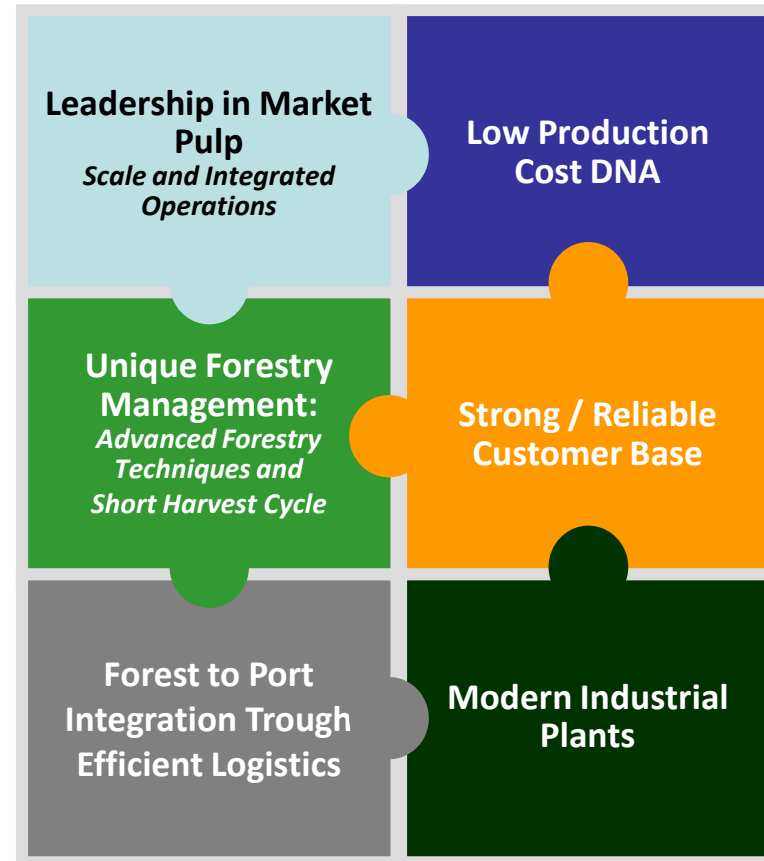 Leadership in Market
Pulp
Scale and Integrated
Operations
Low Production
Cost DNA
Unique Forestry
Management:
Advanced Forestry
Techniques and
Short Harvest Cycle
Strong / Reliable
Customer Base
Forest to Port
Integration Trough
Efficient Logistics
Modern Industrial
Plants